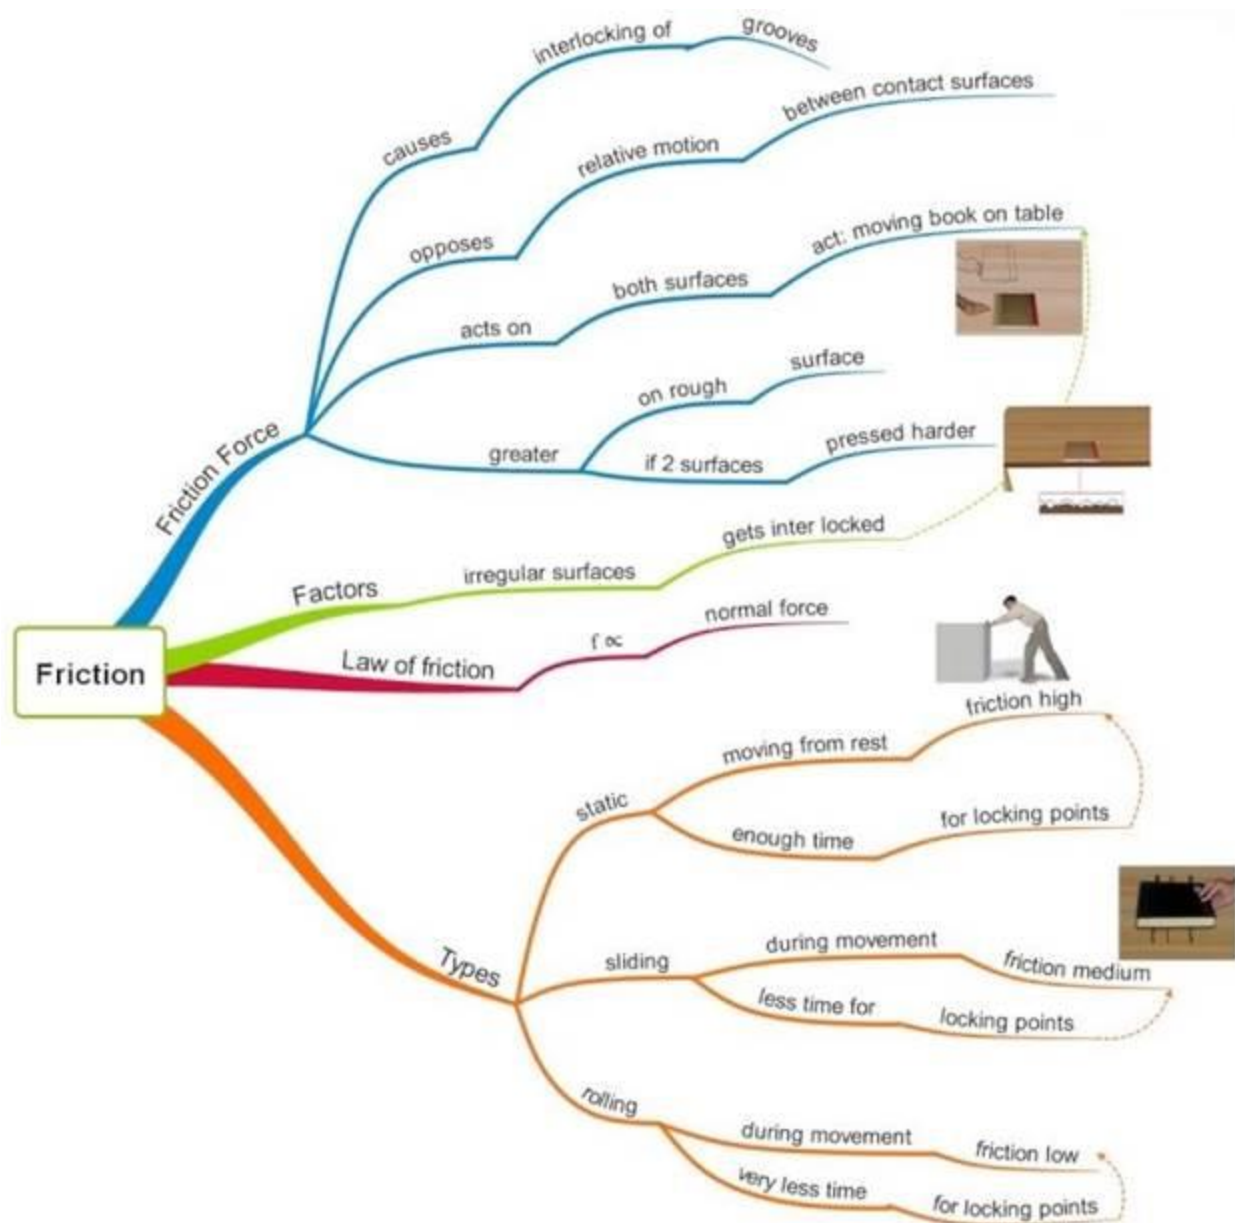 Friction
Friction Force
causes
interlocking of
grooves
opposes
relative motion
between contact surfaces
acts on
both surfaces
act: moving book on table
greater
on rough
surface
if 2 surfaces
pressed harder
Factors
irregular surfaces
gets inter locked
Law of friction
f ∝
normal force
Types
static
moving from rest
friction high
enough time
for locking points
sliding
during movement
friction medium
less time for
locking points
rolling
during movement
friction low
very less time
for locking points